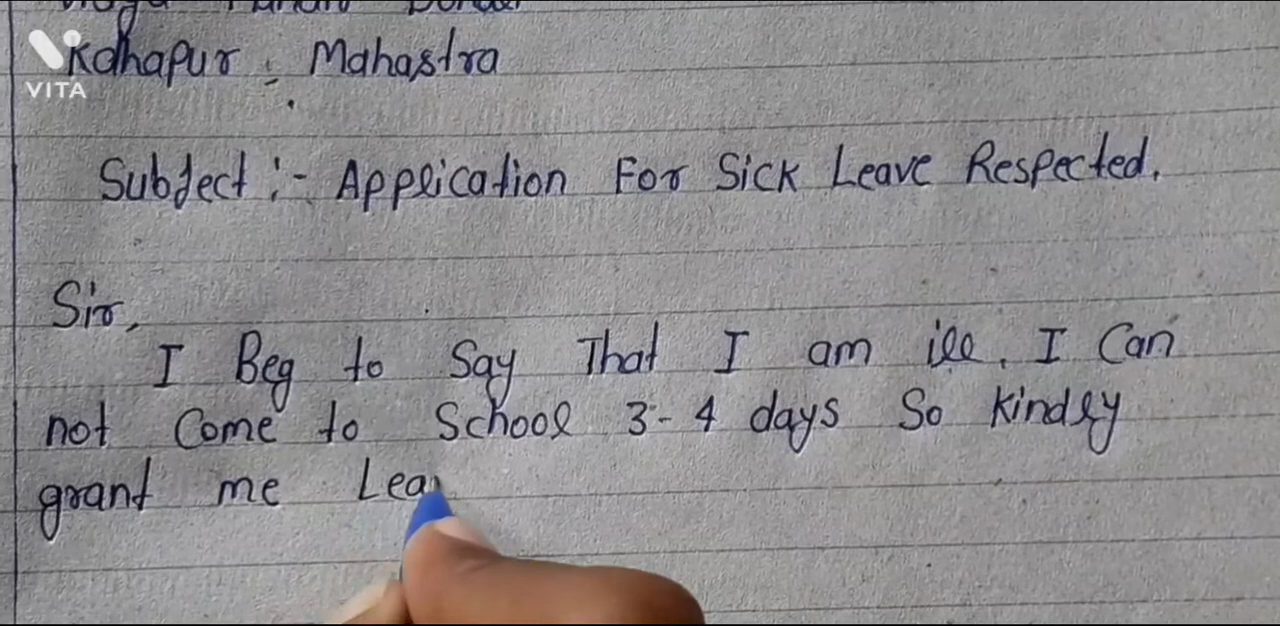 Kolhapur : Mahastra
VITA
Subject :- Application For Sick Leave Respected.
Sir,
I Beg to Say That I am ill. I Can
not Come to School 3-4 days So kindly
grant me Lea